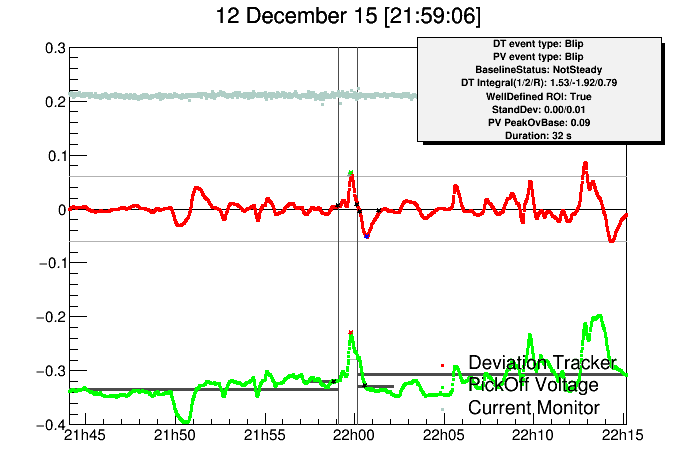 12 December 15 [21:59:06]
DT event type: Blip
PV event type: Blip
BaselineStatus: NotSteady
DT Integral(1/2/R): 1.53/-1.92/0.79
WellDefined ROI: True
StandDev: 0.00/0.01
PV PeakOvBase: 0.09
Duration: 32 s
0.3
0.2
0.1
0
−0.1
−0.2
−0.3
−0.4
Deviation Tracker
PickOff Voltage
Current Monitor
21h45 21h50 21h55 22h00 22h05 22h10 22h15